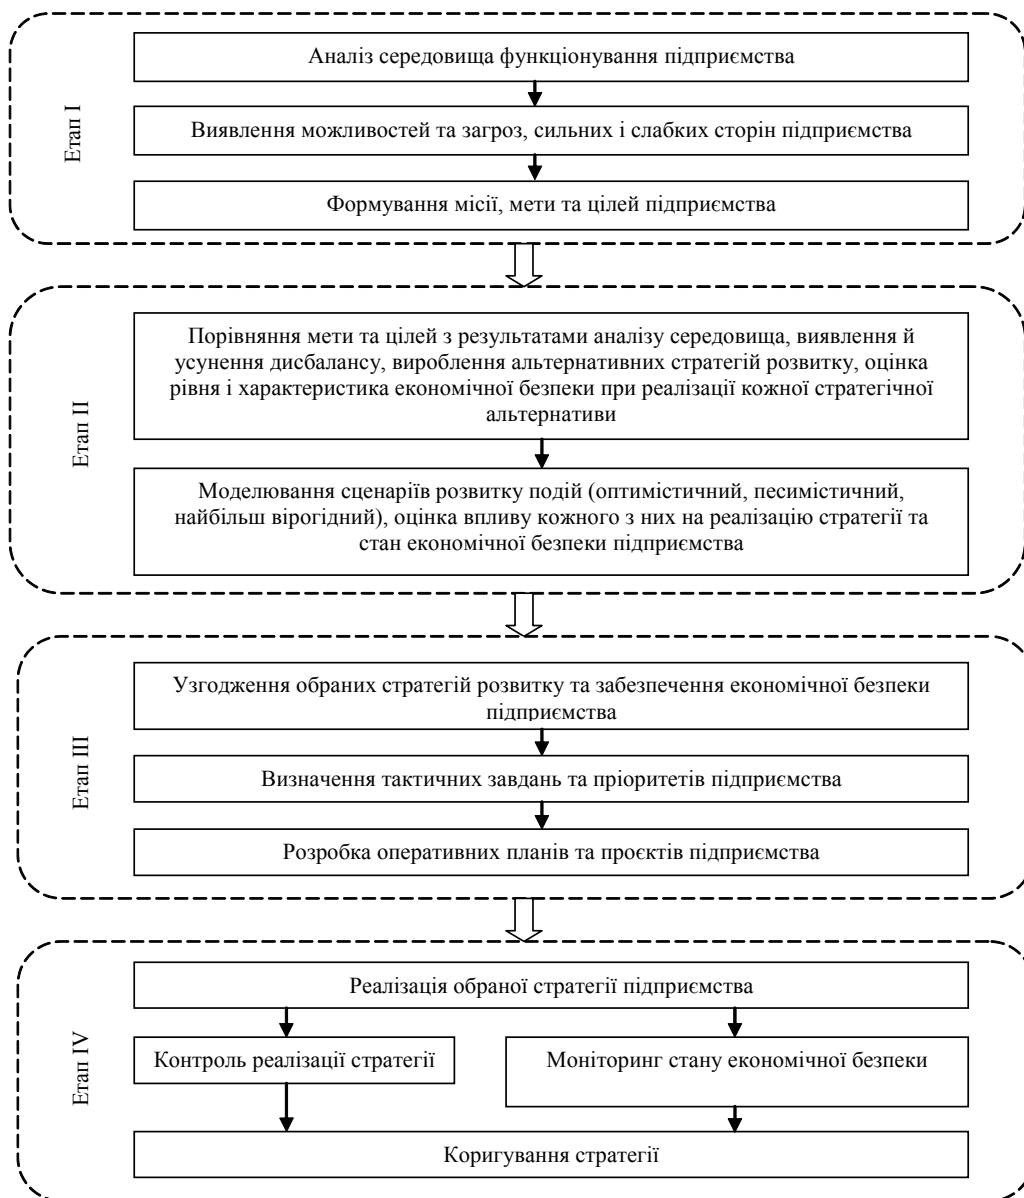 Етап I
Аналіз середовища функціонування підприємства
Виявлення можливостей та загроз, сильних і слабких сторін підприємства
Формування місії, мети та цілей підприємства
Етап II
Порівняння мети та цілей з результатами аналізу середовища, виявлення й
усунення дисбалансу, вироблення альтернативних стратегій розвитку, оцінка
рівня і характеристика економічної безпеки при реалізації кожної стратегічної
альтернативи
Моделювання сценаріїв розвитку подій (оптимістичний, песимістичний,
найбільш вірогідний), оцінка впливу кожного з них на реалізацію стратегії та
стан економічної безпеки підприємства
Етап III
Узгодження обраних стратегій розвитку та забезпечення економічної безпеки
підприємства
Визначення тактичних завдань та пріоритетів підприємства
Розробка оперативних планів та проєктів підприємства
Етап IV
Реалізація обраної стратегії підприємства
Контроль реалізації стратегії
Моніторинг стану економічної безпеки
Коригування стратегії